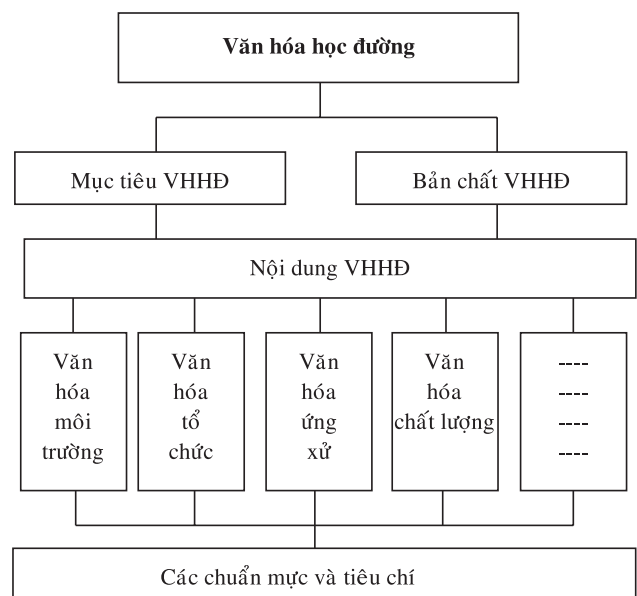 Văn hóa học đường
Mục tiêu VHHĐ
Bản chất VHHĐ
Nội dung VHHĐ
Văn
hóa
môi
trường
Văn
hóa
tổ
chức
Văn
hóa
ứng
xử
Văn
hóa
chất lượng
----
----
----
----
Các chuẩn mực và tiêu chí